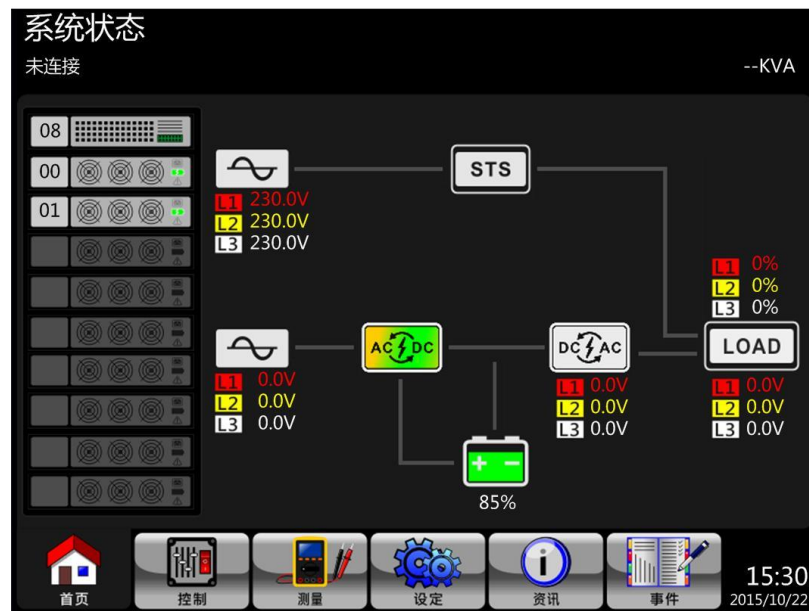 系统状态
未连接
--KVA
08
00
01
STS
L1 230.0V
L2 230.0V
L3 230.0V
L1 0%
L2 0%
L3 0%
AC DC
DC AC
LOAD
L1 0.0V
L2 0.0V
L3 0.0V
L1 0.0V
L2 0.0V
L3 0.0V
L1 0.0V
L2 0.0V
L3 0.0V
+ -
85%
首页
控制
测量
设定
资讯
事件
15:30
2015/10/22